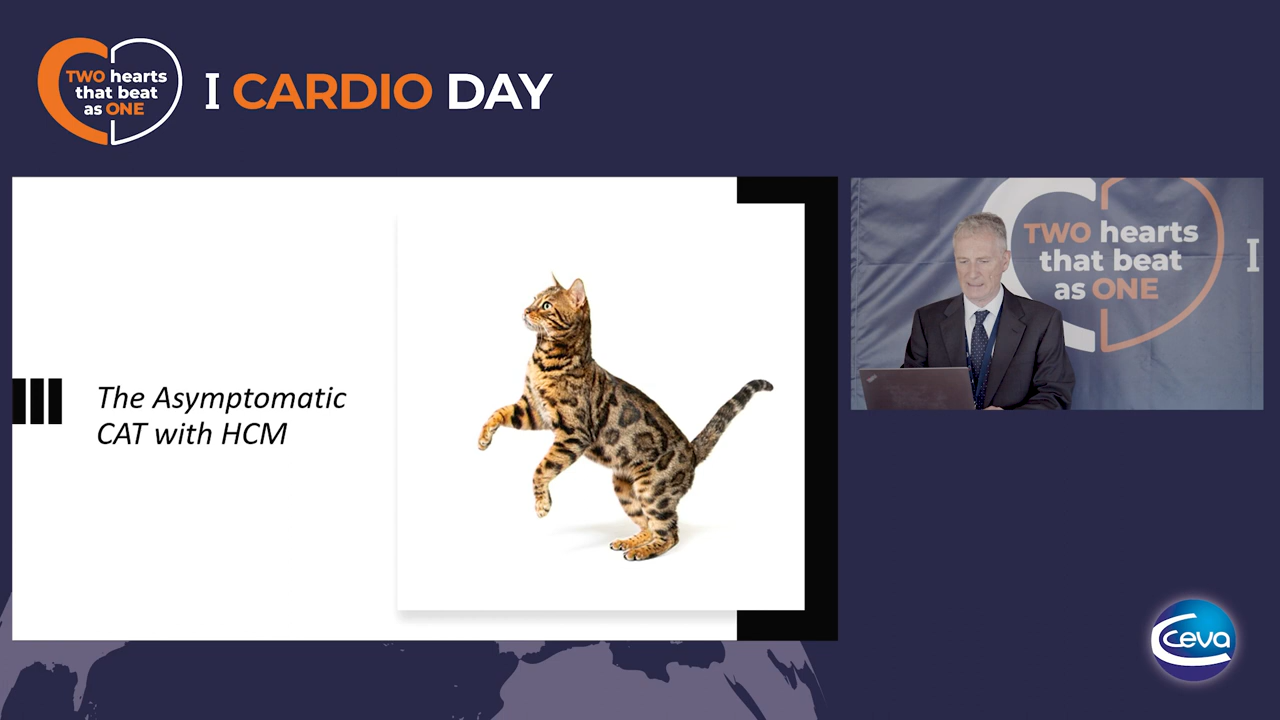 TWO hearts
that beat
as ONE
I CARDIO DAY
The Asymptomatic
CAT with HCM
TWO hearts
that beat
as ONE
I
Ceva